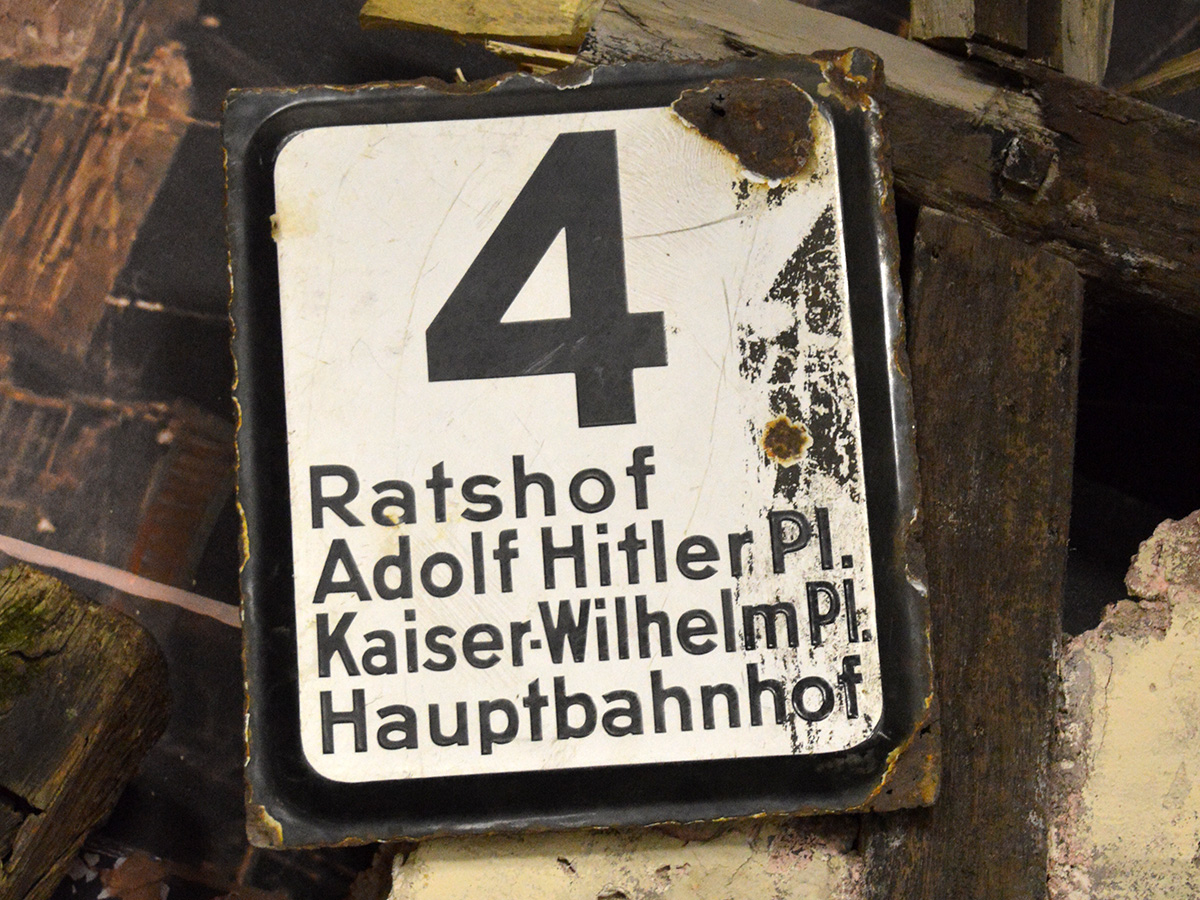 4
Ratshof
Adolf Hitler Pl.
Kaiser-Wilhelm Pl.
Hauptbahnhof